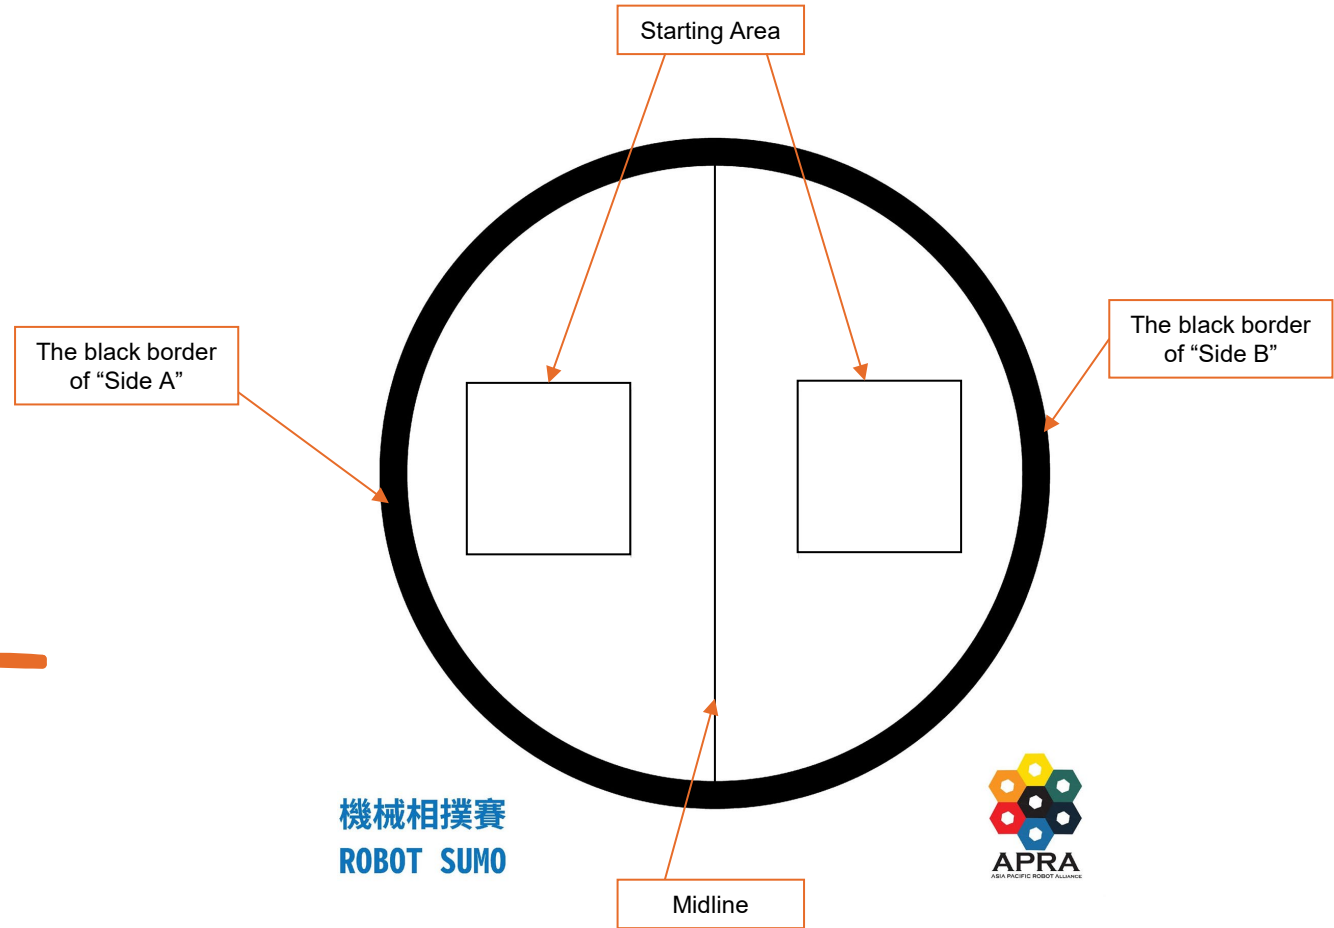 Starting Area
The black border
of “Side A”
The black border
of “Side B”
機械相撲賽
ROBOT SUMO
APRA
ASIA PACIFIC ROBOT ALLIANCE
Midline